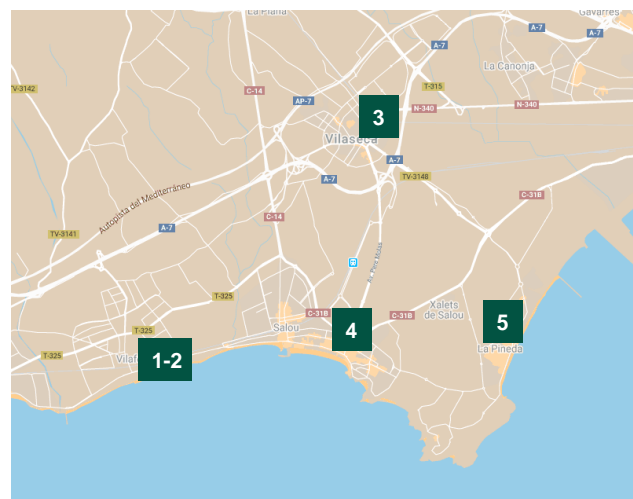 La Plana
Gavarres
A-7
A-7
TV-3142
C-14
AP-7
T-315
La Canonja
N-340
N-340
3
Vilaseca
A-7
TV-3148
A-7
C-31B
Autopista del Mediterráneo
C-14
TV-3141
A-7
Av. Pere Molas
T-325
Xalets
de Salou
C-31B
C-31B
Salou
4
5
T-325
La Pineda
T-325
Vilafo
1-2